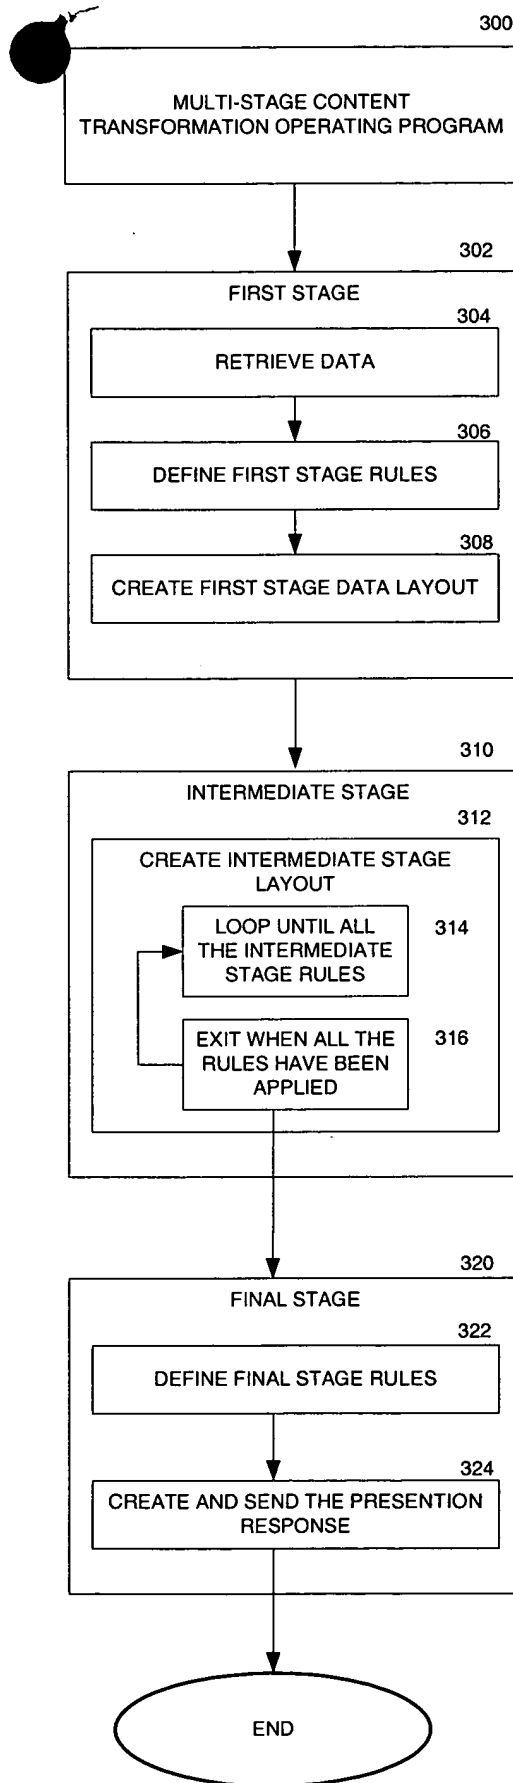 300
MULTI-STAGE CONTENT
TRANSFORMATION OPERATING PROGRAM
302
FIRST STAGE
304
RETRIEVE DATA
306
DEFINE FIRST STAGE RULES
308
CREATE FIRST STAGE DATA LAYOUT
310
INTERMEDIATE STAGE
312
CREATE INTERMEDIATE STAGE
LAYOUT
LOOP UNTIL ALL
THE INTERMEDIATE
STAGE RULES
314
EXIT WHEN ALL THE
RULES HAVE BEEN
APPLIED
316
320
FINAL STAGE
322
DEFINE FINAL STAGE RULES
324
CREATE AND SEND THE PRESENTION
RESPONSE
END